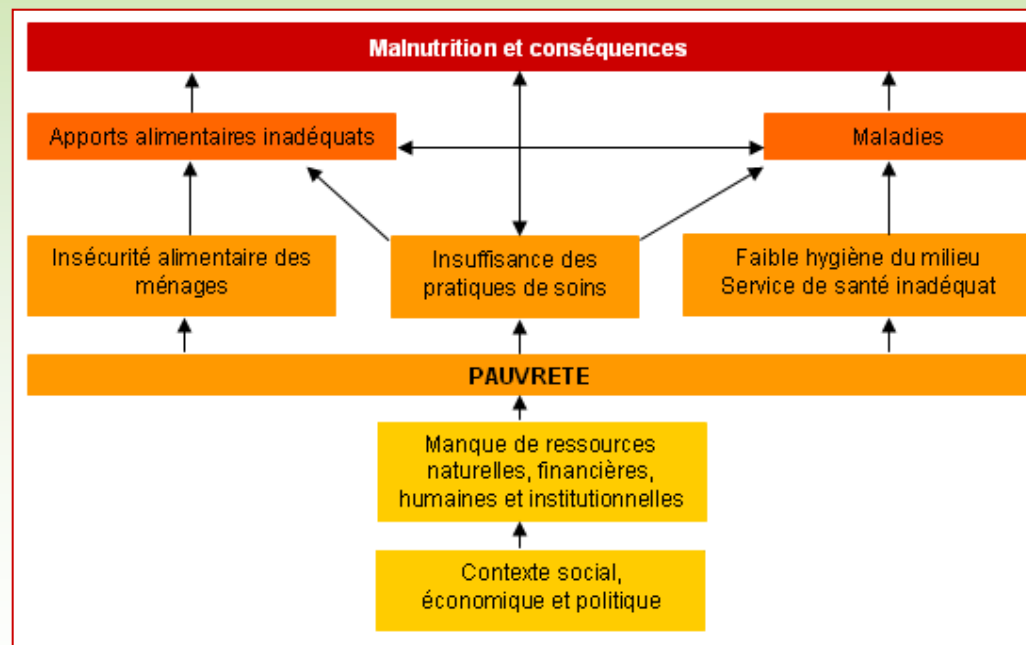 Malnutrition et conséquences
Apports alimentaires inadéquats
Maladies
Insécurité alimentaire des
ménages
Insuffisance des
pratiques de soins
Faible hygiène du milieu
Service de santé inadéquat
PAUVRETE
Manque de ressources
naturelles, financières,
humaines et institutionnelles
Contexte social,
économique et politique